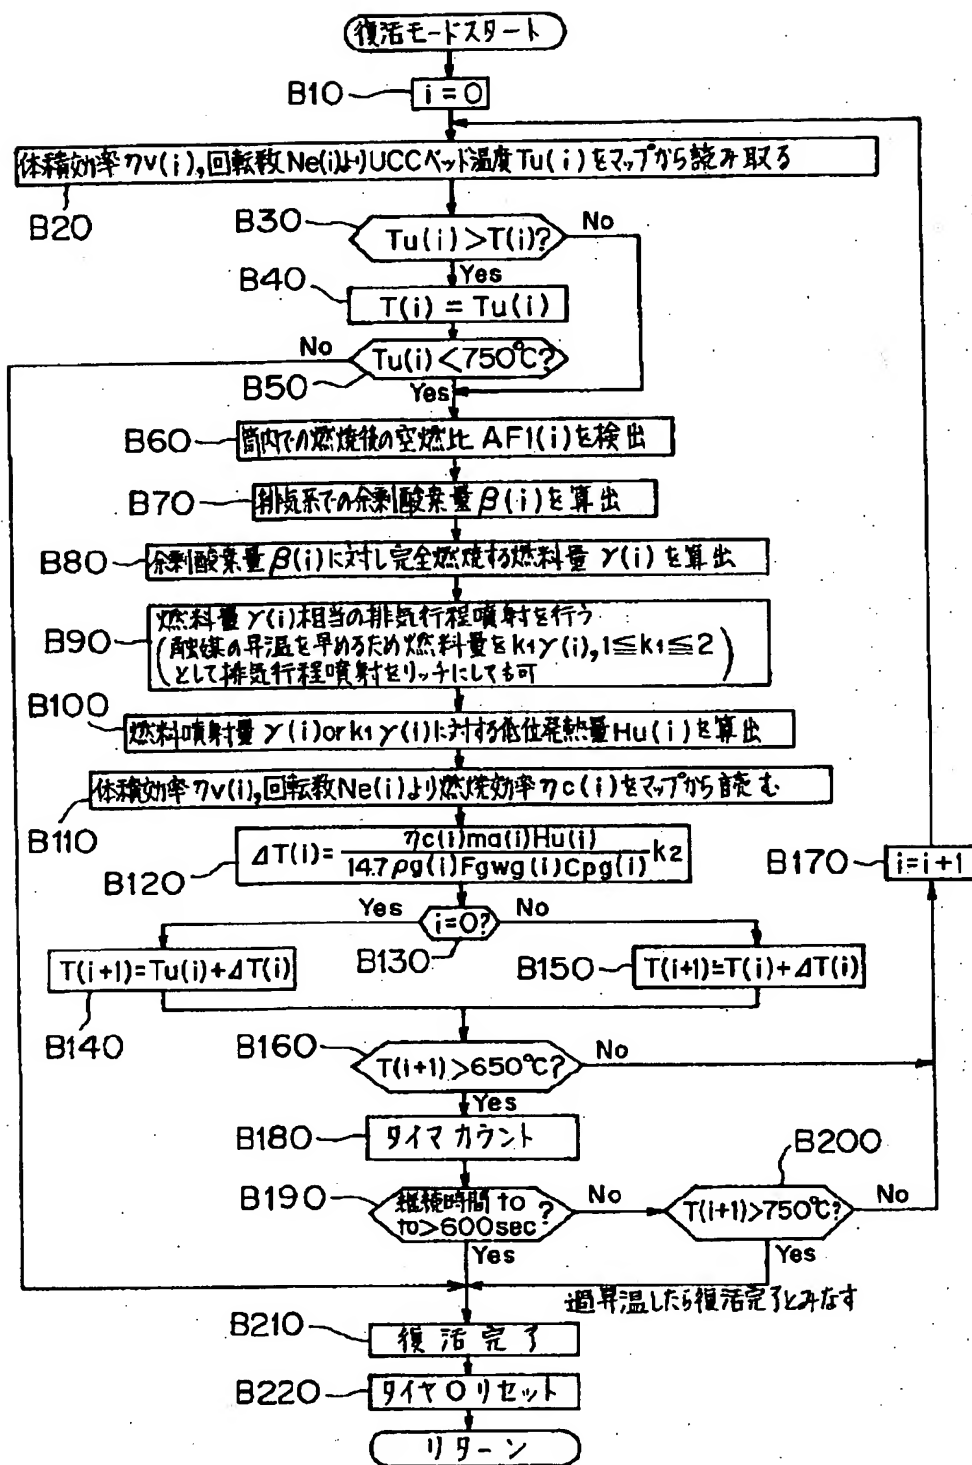 復活モードスタート
B10
i=0
体積効率ηv(i),回転数Ne(i)よりUCCベッド温度Tu(i)をマップから読み取る
B20
B30
Tu(i)>T(i)?
No
Yes
B40
T(i)=Tu(i)
No
Tu(i)<750℃?
B50
Yes
B60
筒内での燃焼後の空燃比 AF1(i)を検出
B70
排気系での余剰酸素量 β(i)を算出
B80
余剰酸素量 β(i)に対し完全燃焼する燃料量 γ(i) を算出
B90
燃料量 γ(i)相当の排気行程噴射を行う
(触媒の昇温を早めるため燃料量をk1γ(i), 1≦k1≦2
として排気行程噴射をリッチにしても可)
B100
燃料噴射量 γ(i)or k1γ(i)に対する低位発熱量Hu(i)を算出
体積効率ηv(i),回転数Ne(i)より燃焼効率ηc(i)をマップから読む
B110
ΔT(i)= ηc(i)ma(i)Hu(i) / 14.7ρg(i)Fgwg(i)Cpg(i) k2
B120
B170
i=i+1
Yes
i=0?
No
B130
T(i+1)=Tu(i)+ΔT(i)
B150
T(i+1)=T(i)+ΔT(i)
B140
B160
T(i+1)>650℃?
No
Yes
B180
タイマカウント
B200
B190
継続時間 to
to>600sec?
No
T(i+1)>750℃?
No
Yes
Yes
過昇温したら復活完了とみなす
B210
復活完了
B220
タイヤ0リセット
リターン